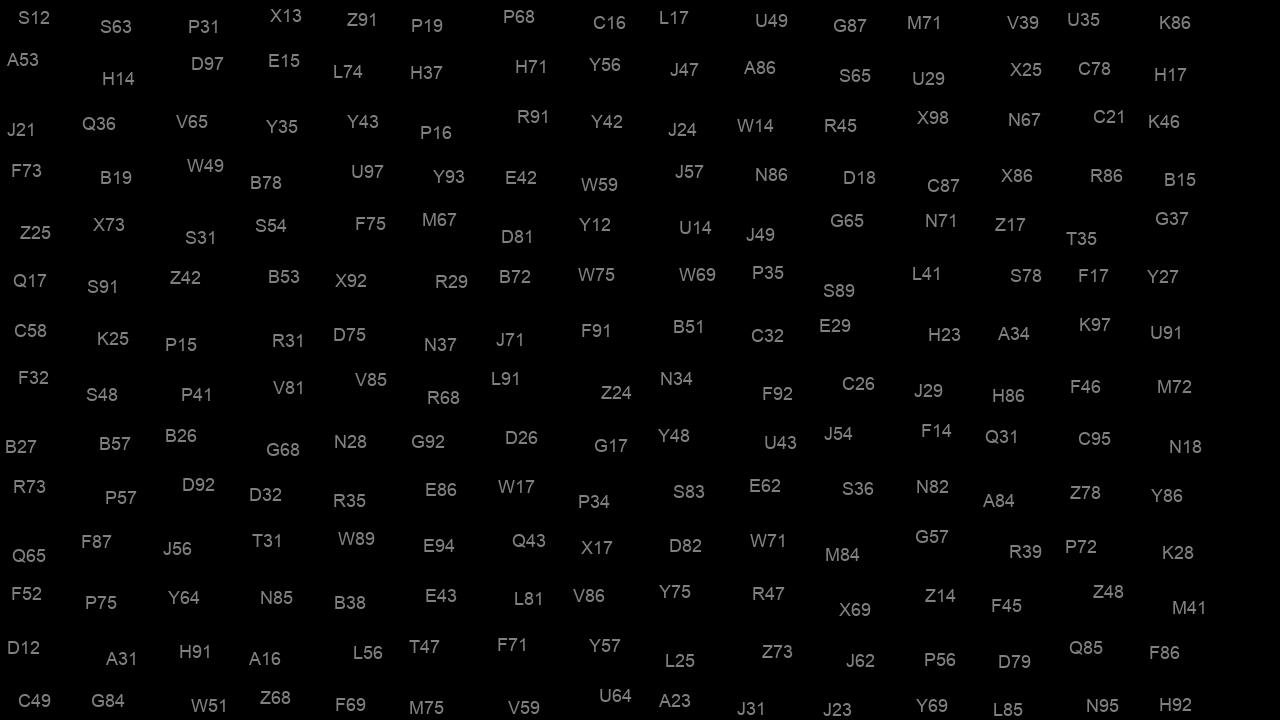 S12 S63 P31 X13 Z91 P19 P68 C16 L17 U49 G87 M71 V39 U35 K86
A53 H14 D97 E15 L74 H37 H71 Y56 J47 A86 S65 U29 X25 C78 H17
J21 Q36 V65 Y35 Y43 P16 R91 Y42 J24 W14 R45 X98 N67 C21 K46
F73 B19 W49 B78 U97 Y93 E42 W59 J57 N86 D18 C87 X86 R86 B15
Z25 X73 S31 S54 F75 M67 D81 Y12 U14 J49 G65 N71 Z17 T35 G37
Q17 S91 Z42 B53 X92 R29 B72 W75 W69 P35 S89 L41 S78 F17 Y27
C58 K25 P15 R31 D75 N37 J71 F91 B51 C32 E29 H23 A34 K97 U91
F32 S48 P41 V81 V85 R68 L91 Z24 N34 F92 C26 J29 H86 F46 M72
B27 B57 B26 G68 N28 G92 D26 G17 Y48 U43 J54 F14 Q31 C95 N18
R73 P57 D92 D32 R35 E86 W17 P34 S83 E62 S36 N82 A84 Z78 Y86
Q65 F87 J56 T31 W89 E94 Q43 X17 D82 W71 M84 G57 R39 P72 K28
F52 P75 Y64 N85 B38 E43 L81 V86 Y75 R47 X69 Z14 F45 Z48 M41
D12 A31 H91 A16 L56 T47 F71 Y57 L25 Z73 J62 P56 D79 Q85 F86
C49 G84 W51 Z68 F69 M75 V59 U64 A23 J31 J23 Y69 L85 N95 H92